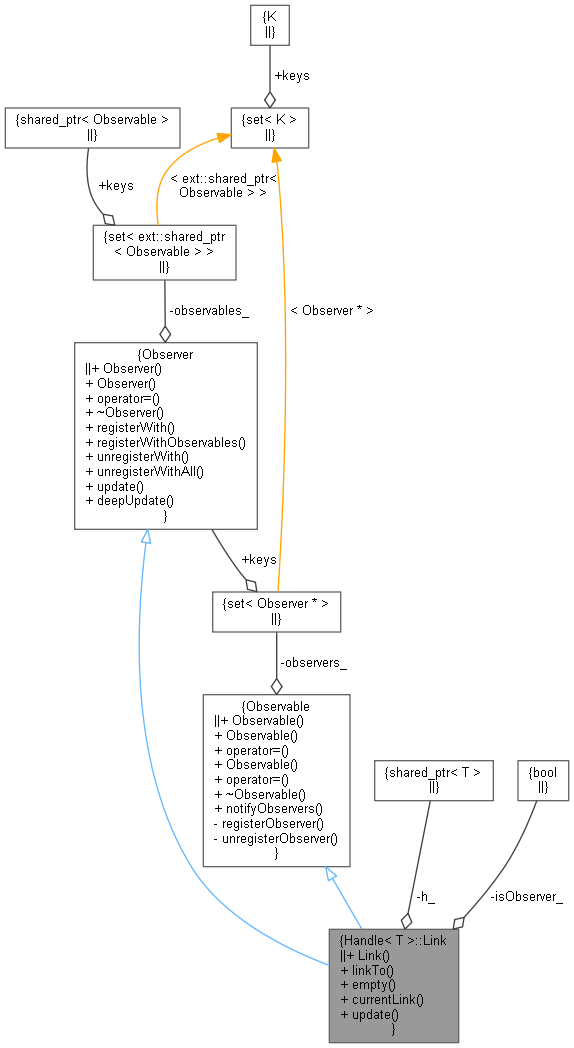 {K
||}
+keys
{shared_ptr< Observable >
||}
{set< K >
||}
+keys
< ext::shared_ptr<
Observable > >
{set< ext::shared_ptr
< Observable > >
||}
-observables_
< Observer * >
{Observer
||+ Observer()
+ Observer()
+ operator=()
+ ~Observer()
+ registerWith()
+ registerWithObservables()
+ unregisterWith()
+ unregisterWithAll()
+ update()
+ deepUpdate()
}
+keys
{set< Observer * >
||}
-observers_
{Observable
||+ Observable()
+ Observable()
+ operator=()
+ Observable()
+ operator=()
+ ~Observable()
+ notifyObservers()
- registerObserver()
- unregisterObserver()
}
{shared_ptr< T >
||}
{bool
||}
-h_
-isObserver_
{Handle< T >::Link
||+ Link()
+ linkTo()
+ empty()
+ currentLink()
+ update()
}